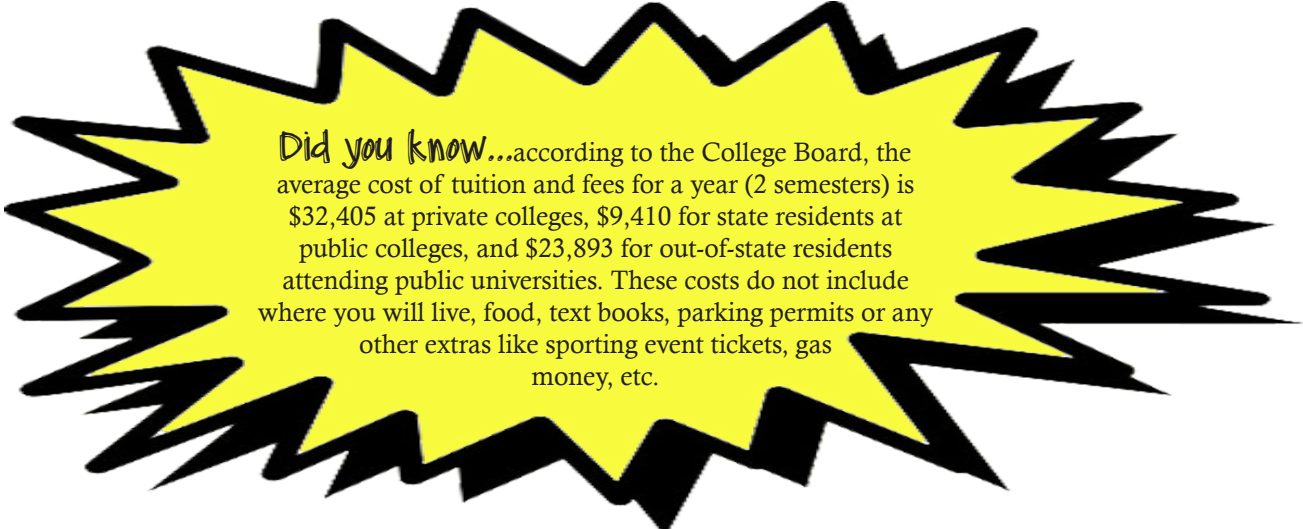 Did you know...according to the College Board, the
average cost of tuition and fees for a year (2 semesters) is
$32,405 at private colleges, $9,410 for state residents at
public colleges, and $23,893 for out-of-state residents
attending public universities. These costs do not include
where you will live, food, text books, parking permits or any
other extras like sporting event tickets, gas
money, etc.